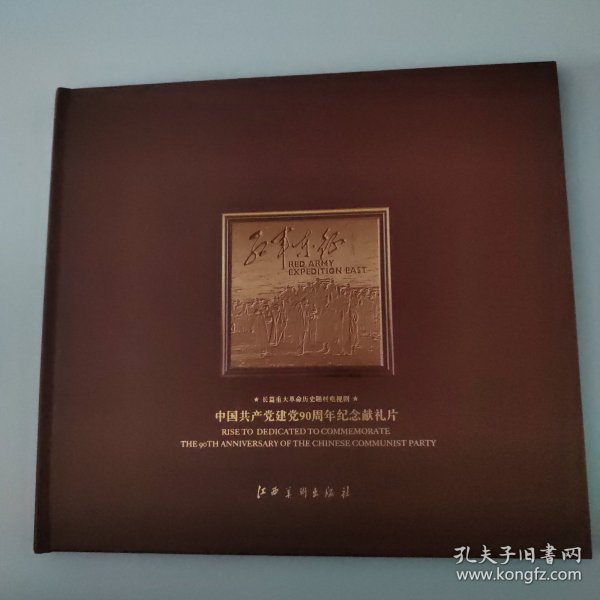 红军东征
RED ARMY
EXPEDITION EAST
★ 长篇重大革命历史题材电视剧 ★
中国共产党建党90周年纪念献礼片
RISE TO DEDICATED TO COMMEMORATE
THE 90TH ANNIVERSARY OF THE CHINESE COMMUNIST PARTY
江西美术出版社
孔夫子旧书网
www.kongfz.com